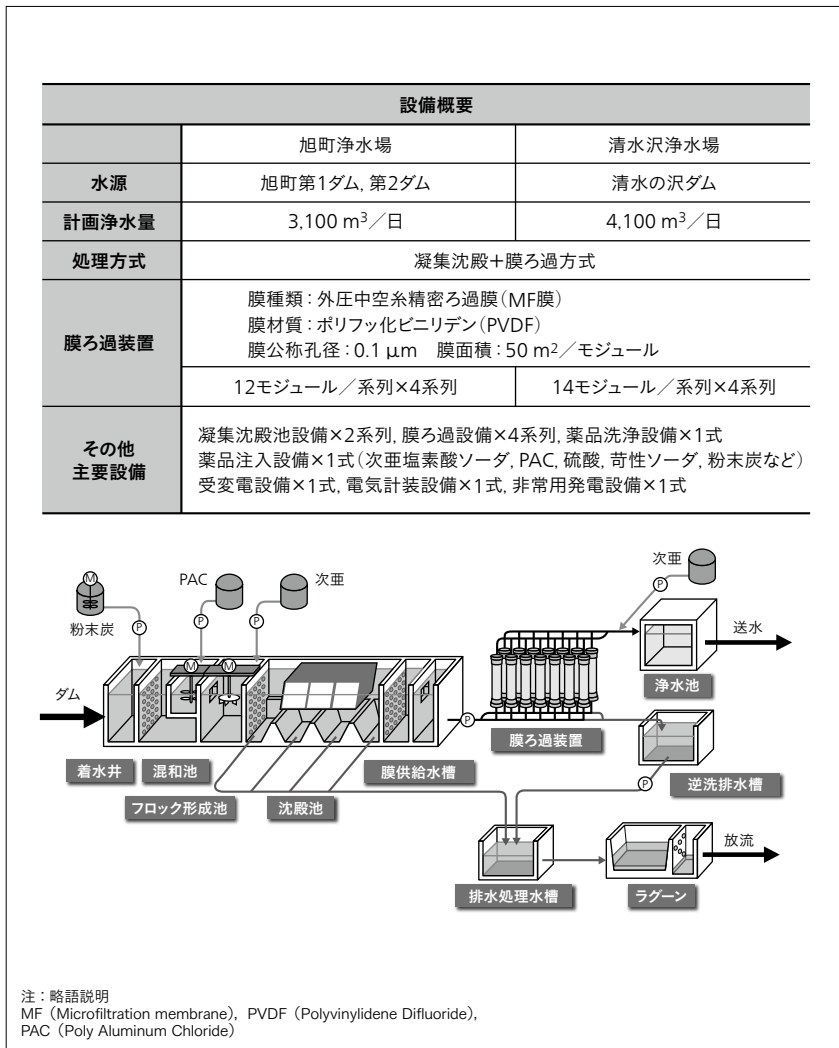 設備概要
旭町浄水場
清水沢浄水場
水源
旭町第1ダム, 第2ダム
清水の沢ダム
計画浄水量
3,100 m³／日
4,100 m³／日
処理方式
凝集沈殿＋膜ろ過方式
膜ろ過装置
膜種類：外圧中空糸精密ろ過膜（MF膜）
膜材質：ポリフッ化ビニリデン（PVDF）
膜公称孔径：0.1 μm　膜面積：50 m²／モジュール
12モジュール／系列×4系列
14モジュール／系列×4系列
その他
主要設備
凝集沈殿池設備×2系列, 膜ろ過設備×4系列, 薬品洗浄設備×1式
薬品注入設備×1式（次亜塩素酸ソーダ, PAC, 硫酸, 苛性ソーダ, 粉末炭など）
受変電設備×1式, 電気計装設備×1式, 非常用発電設備×1式
M
粉末炭
P
PAC
P
次亜
P
M
M
次亜
P
ダム
送水
浄水池
P
着水井
混和池
膜供給水槽
膜ろ過装置
逆洗排水槽
P
フロック形成池
沈殿池
放流
排水処理水槽
ラグーン
注：略語説明
MF（Microfiltration membrane）, PVDF（Polyvinylidene Difluoride）,
PAC（Poly Aluminum Chloride）